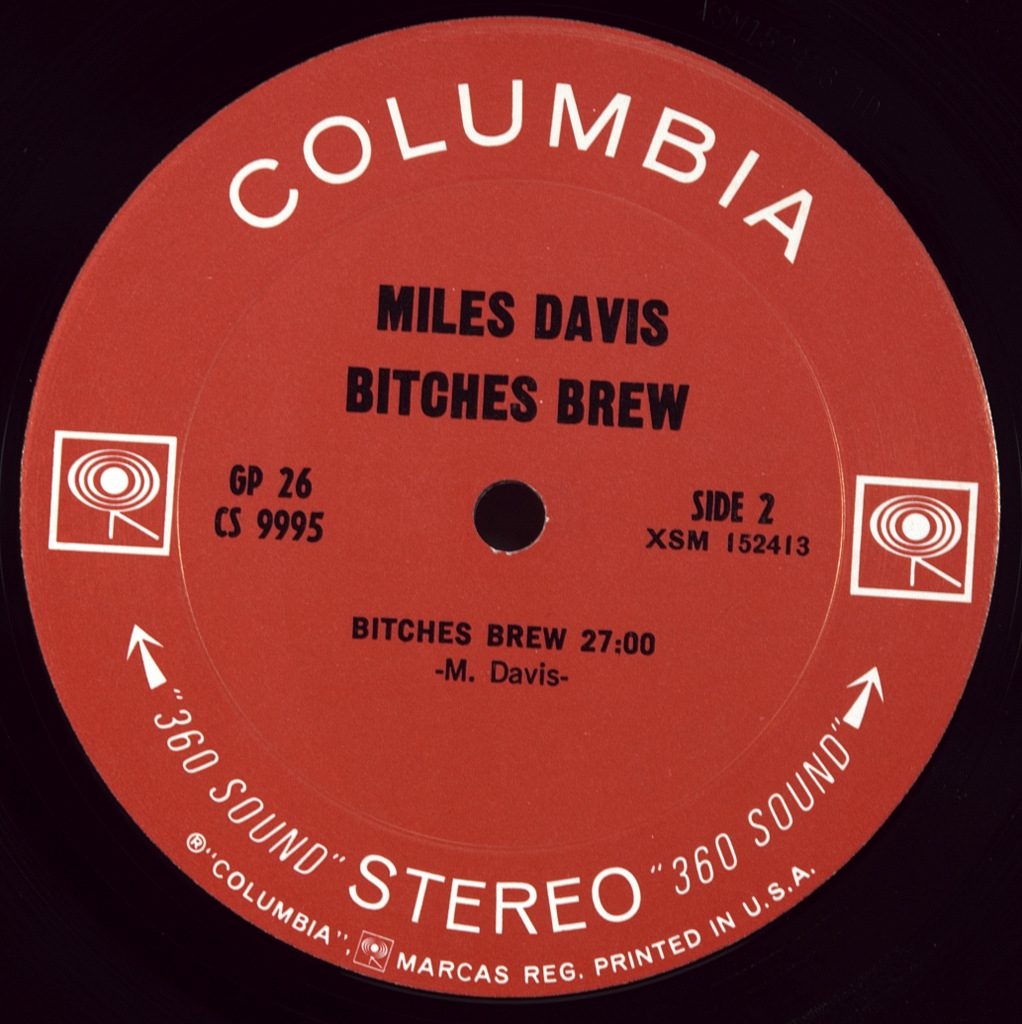 COLUMBIA
MILES DAVIS
BITCHES BREW
GP 26
CS 9995
SIDE 2
XSM 152413
BITCHES BREW 27:00
-M. Davis-
"360 SOUND" STEREO "360 SOUND"
®"COLUMBIA", MARCAS REG. PRINTED IN U.S.A.